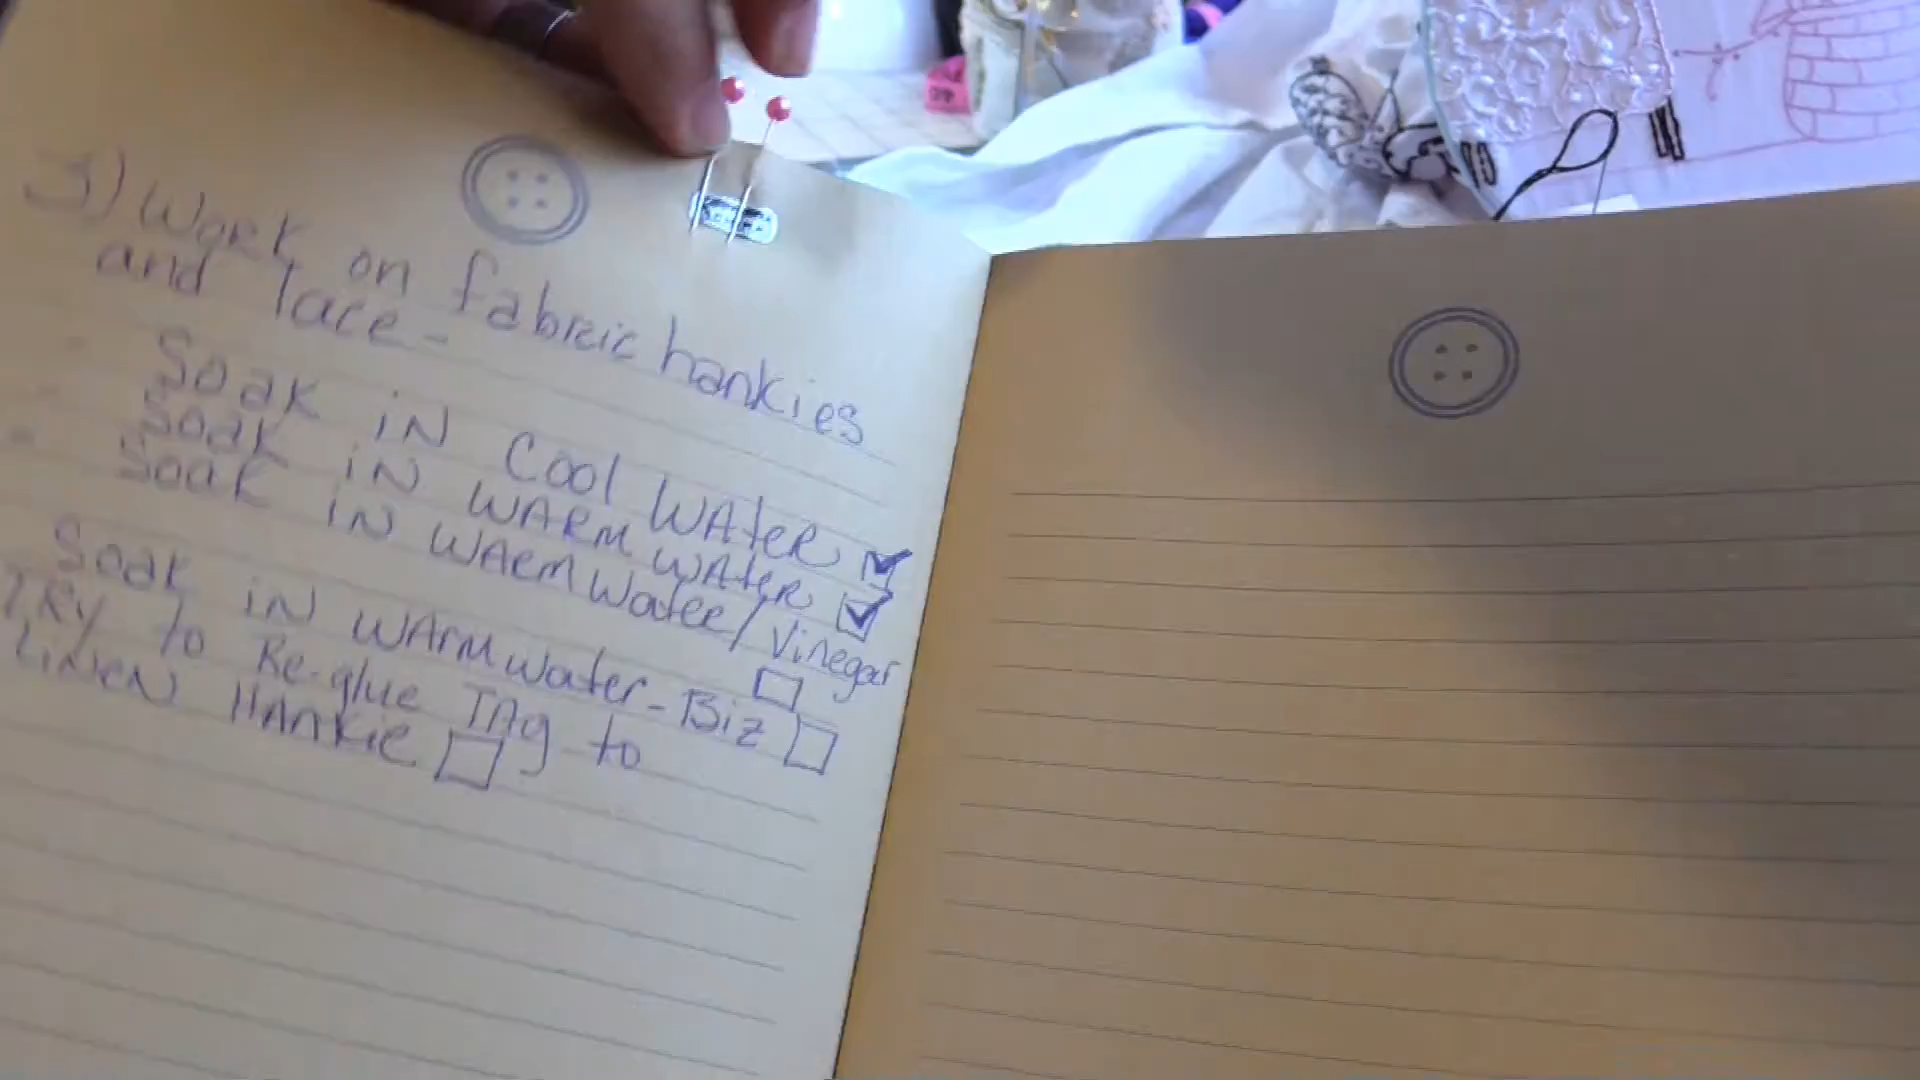 3) Work on fabric hankies
and lace-
Soak in Cool Water
Soak in WARM WAter
Soak in WARM Water/Vinegar
Soak in WArm Water-Biz
TRy to Re-glue TAg to
LiNeN HANkie